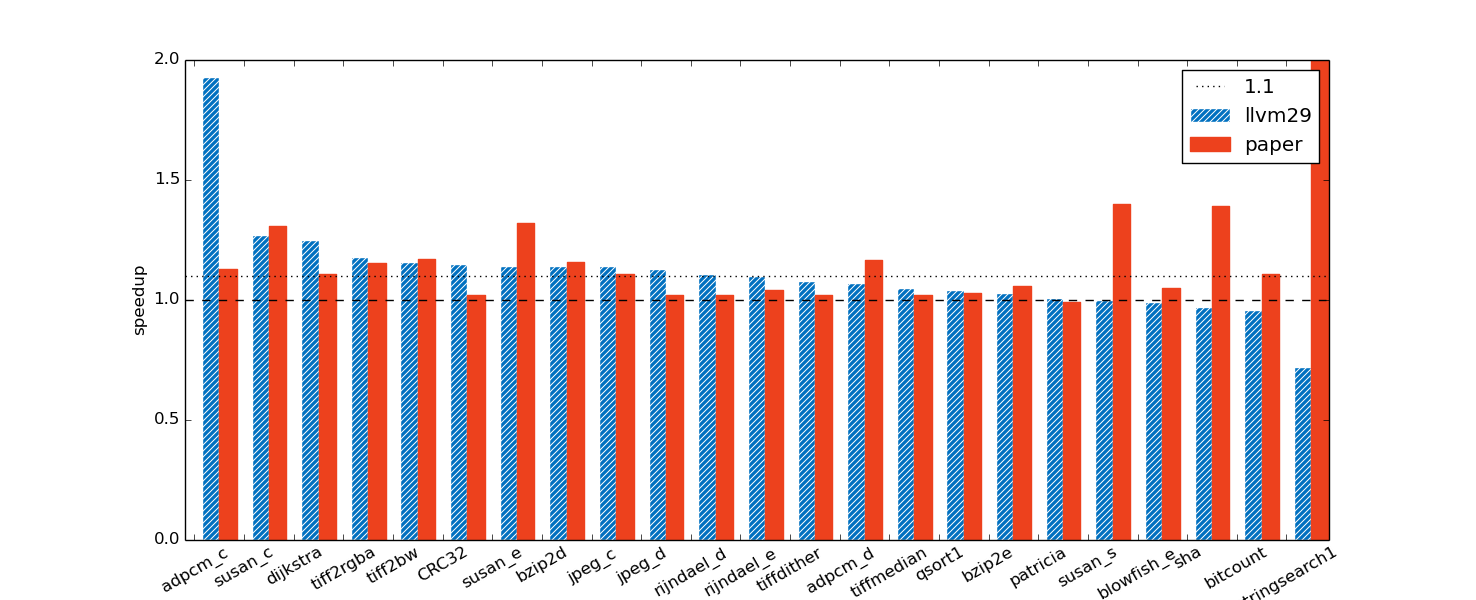 2.0
1.5
1.0
0.5
0.0
speedup
1.1
llvm29
paper
adpcm_c
susan_c
dijkstra
tiff2rgba
tiff2bw
CRC32
susan_e
bzip2d
jpeg_c
jpeg_d
rijndael_d
rijndael_e
tiffdither
adpcm_d
tiffmedian
qsort1
bzip2e
patricia
susan_s
blowfish_e
sha
bitcount
tringsearch1